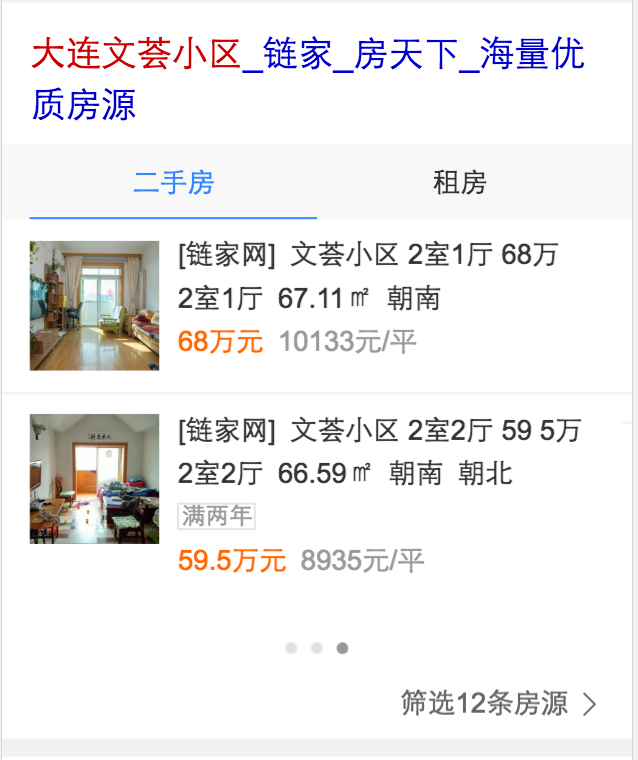 大连文荟小区_链家_房天下_海量优
质房源
二手房 租房
[链家网] 文荟小区 2室1厅 68万
2室1厅 67.11㎡ 朝南
68万元 10133元/平
[链家网] 文荟小区 2室2厅 59 5万
2室2厅 66.59㎡ 朝南 朝北
满两年
59.5万元 8935元/平
筛选12条房源